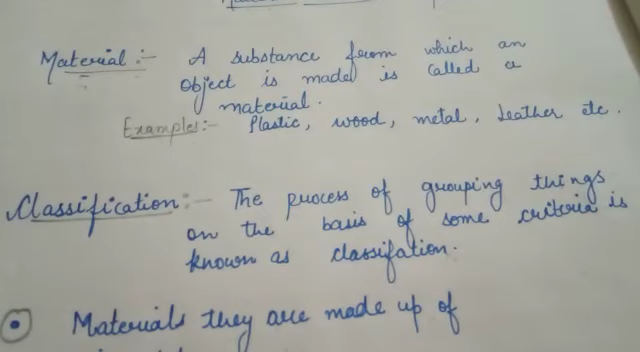 Material :- A substance from which an
object is made is called a
material.
Examples:- Plastic, wood, metal, leather etc.
Classification:- The process of grouping things
on the basis of some criteria is
known as classifation.
Materials they are made up of